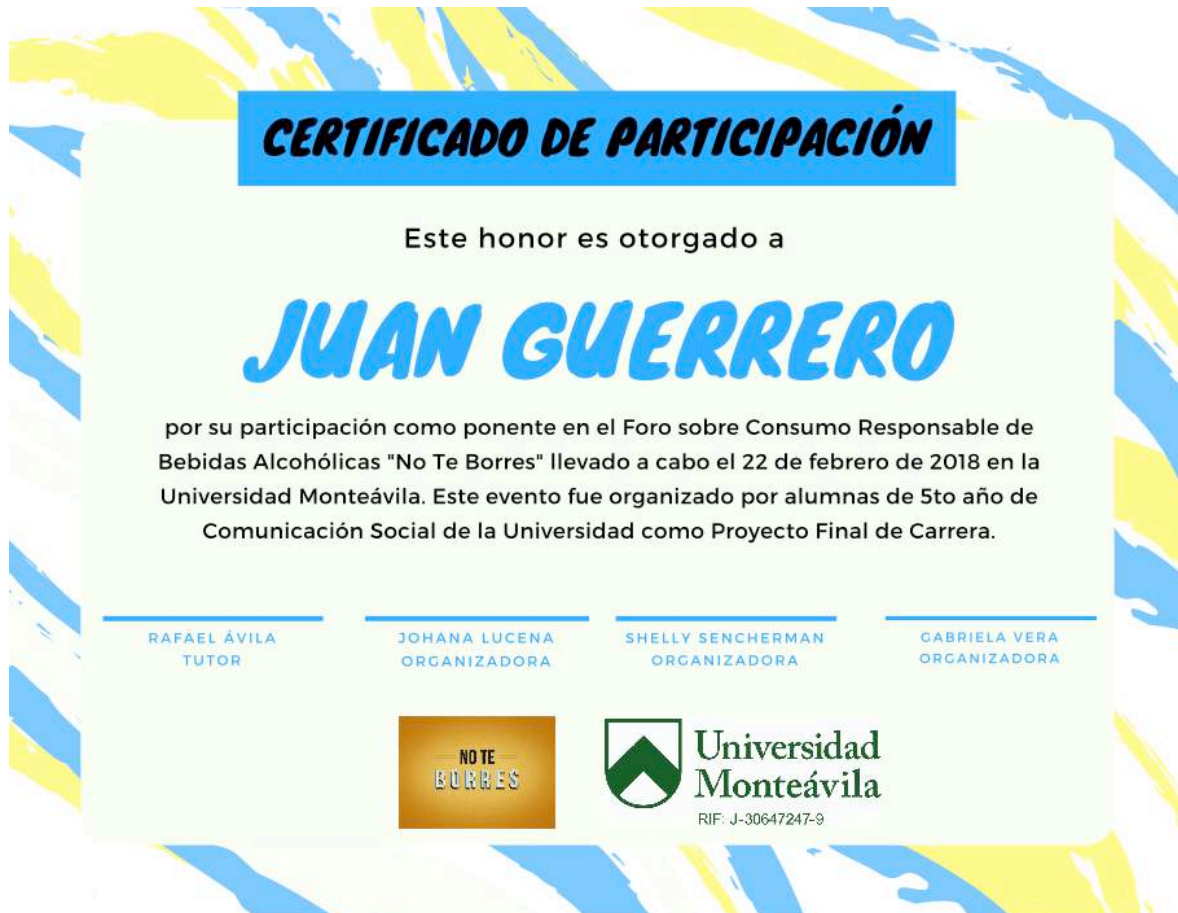 CERTIFICADO DE PARTICIPACIÓN
Este honor es otorgado a
JUAN GUERRERO
por su participación como ponente en el Foro sobre Consumo Responsable de
Bebidas Alcohólicas "No Te Borres" llevado a cabo el 22 de febrero de 2018 en la
Universidad Monteávila. Este evento fue organizado por alumnas de 5to año de
Comunicación Social de la Universidad como Proyecto Final de Carrera.
RAFAEL ÁVILA
TUTOR
JOHANA LUCENA
ORGANIZADORA
SHELLY SENCHERMAN
ORGANIZADORA
GABRIELA VERA
ORGANIZADORA
NO TE
BORRES
Universidad
Monteávila
RIF: J-30647247-9